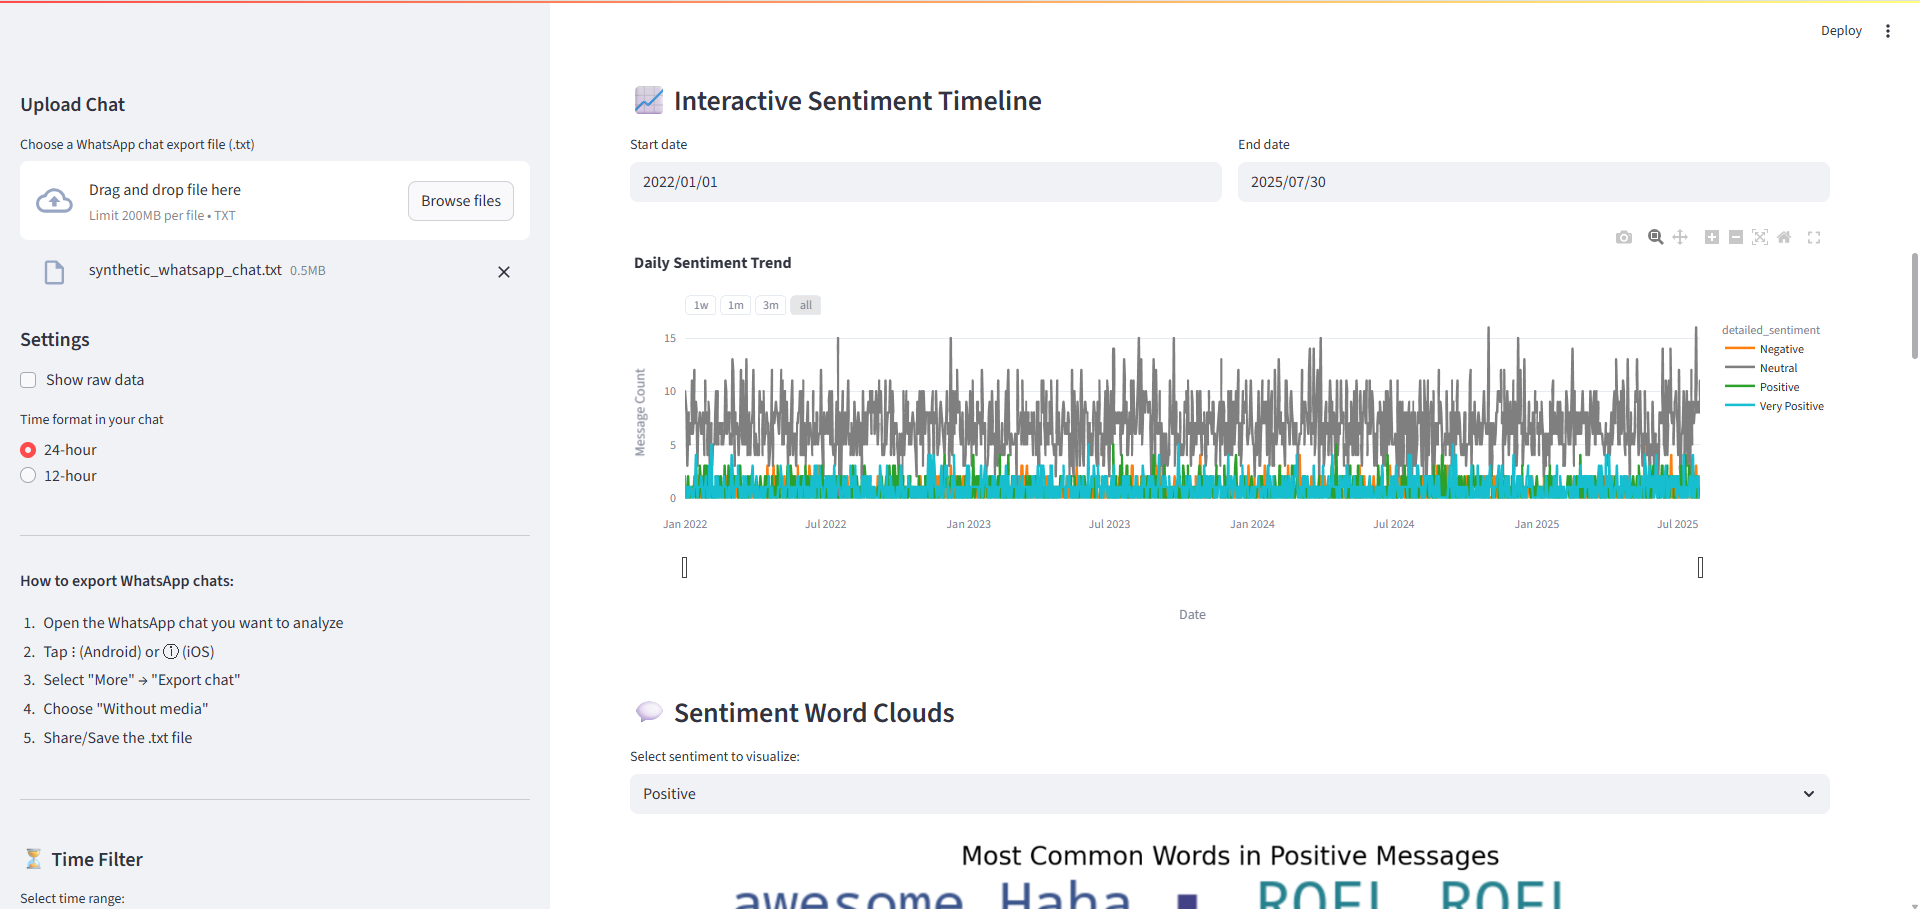 Deploy
Upload Chat
Choose a WhatsApp chat export file (.txt)
Drag and drop file here
Limit 200MB per file • TXT
Browse files
synthetic_whatsapp_chat.txt 0.5MB
Settings
Show raw data
Time format in your chat
24-hour
12-hour
How to export WhatsApp chats:
1. Open the WhatsApp chat you want to analyze
2. Tap ⋮ (Android) or ⓘ (iOS)
3. Select "More" → "Export chat"
4. Choose "Without media"
5. Share/Save the .txt file
⏳ Time Filter
Select time range:
📈 Interactive Sentiment Timeline
Start date
End date
2022/01/01
2025/07/30
Daily Sentiment Trend
1w 1m 3m all
Message Count
15
10
5
0
Jan 2022 Jul 2022 Jan 2023 Jul 2023 Jan 2024 Jul 2024 Jan 2025 Jul 2025
Date
detailed_sentiment
Negative
Neutral
Positive
Very Positive
💬 Sentiment Word Clouds
Select sentiment to visualize:
Positive
Most Common Words in Positive Messages
awesome Haha ROFL ROFL